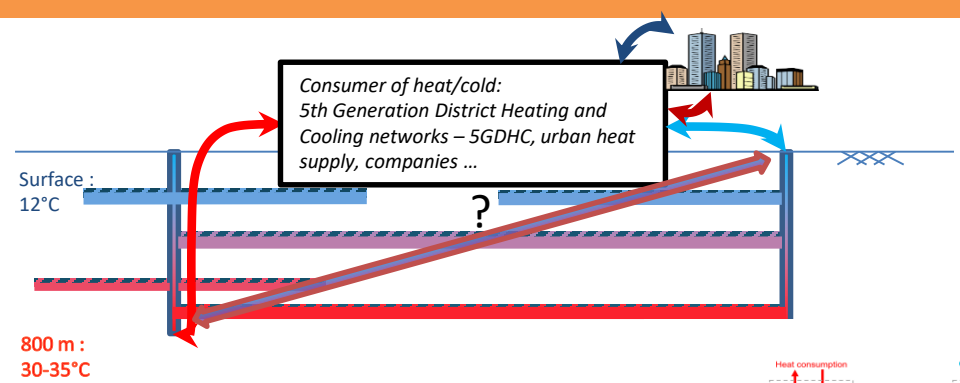 Consumer of heat/cold:
5th Generation District Heating and
Cooling networks – 5GDHC, urban heat
supply, companies …
Surface :
12°C
?
800 m :
30-35°C
Heat consumption